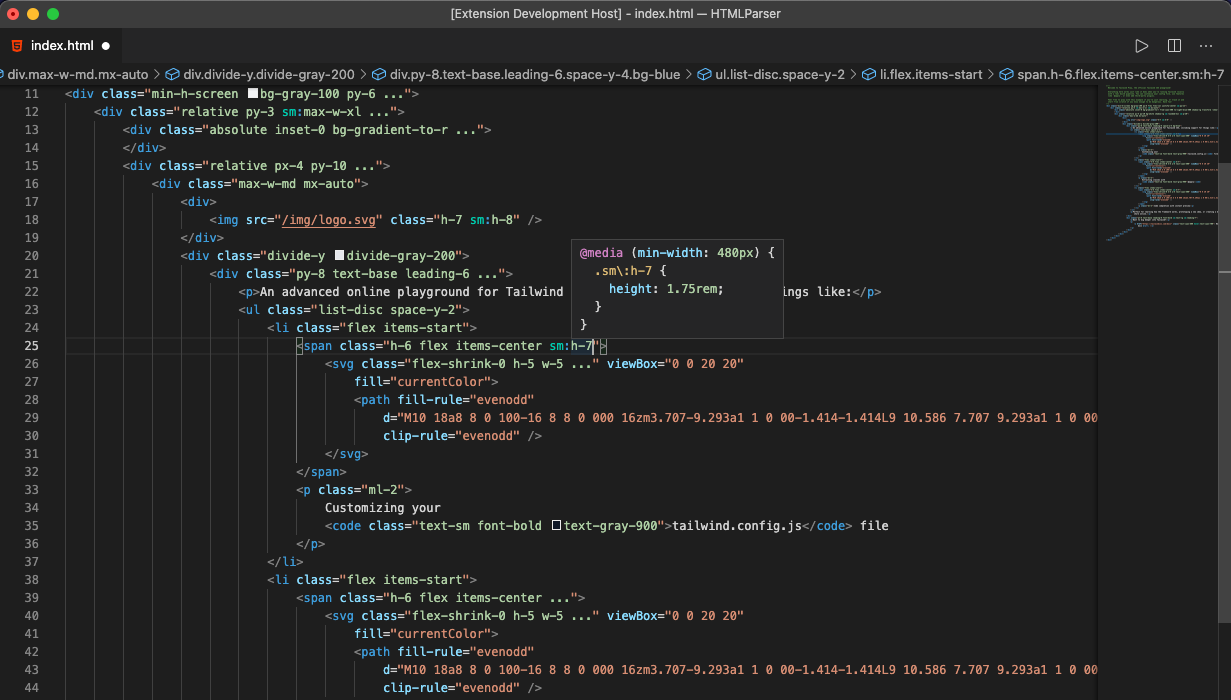 [Extension Development Host] - index.html — HTMLParser
index.html
div.max-w-md.mx-auto > div.divide-y.divide-gray-200 > div.py-8.text-base.leading-6.space-y-4.bg-blue > ul.list-disc.space-y-2 > li.flex.items-start > span.h-6.flex.items-center.sm:h-7
11 <div class="min-h-screen bg-gray-100 py-6 ...">
12 <div class="relative py-3 sm:max-w-xl ...">
13 <div class="absolute inset-0 bg-gradient-to-r ...">
14 </div>
15 <div class="relative px-4 py-10 ...">
16 <div class="max-w-md mx-auto">
17 <div>
18 <img src="/img/logo.svg" class="h-7 sm:h-8" />
19 </div>
20 <div class="divide-y divide-gray-200">
21 <div class="py-8 text-base leading-6 ...">
22 <p>An advanced online playground for Tailwind ings like:</p>
23 <ul class="list-disc space-y-2">
24 <li class="flex items-start">
25 <span class="h-6 flex items-center sm:h-7">
26 <svg class="flex-shrink-0 h-5 w-5 ..." viewBox="0 0 20 20"
27 fill="currentColor">
28 <path fill-rule="evenodd"
29 d="M10 18a8 8 0 100-16 8 8 0 000 16zm3.707-9.293a1 1 0 00-1.414-1.414L9 10.586 7.707 9.293a1 1 0 00
30 clip-rule="evenodd" />
31 </svg>
32 </span>
33 <p class="ml-2">
34 Customizing your
35 <code class="text-sm font-bold text-gray-900">tailwind.config.js</code> file
36 </p>
37 </li>
38 <li class="flex items-start">
39 <span class="h-6 flex items-center ...">
40 <svg class="flex-shrink-0 h-5 w-5 ..." viewBox="0 0 20 20"
41 fill="currentColor">
42 <path fill-rule="evenodd"
43 d="M10 18a8 8 0 100-16 8 8 0 000 16zm3.707-9.293a1 1 0 00-1.414-1.414L9 10.586 7.707 9.293a1 1 0 00
44 clip-rule="evenodd" />
@media (min-width: 480px) {
.sm\:h-7 {
height: 1.75rem;
}
}